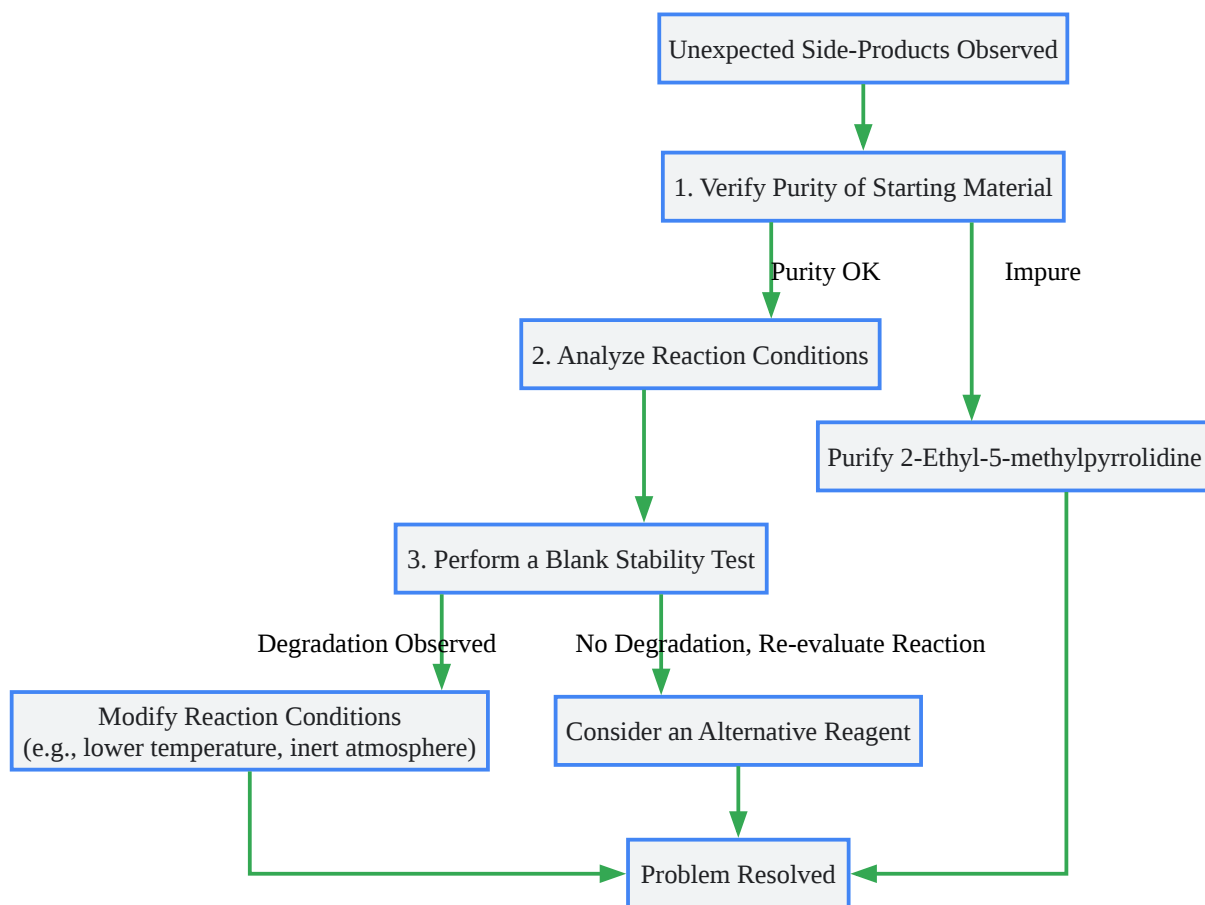 Unexpected Side-Products Observed
1. Verify Purity of Starting Material
Purity OK
Impure
2. Analyze Reaction Conditions
Purify 2-Ethyl-5-methylpyrrolidine
3. Perform a Blank Stability Test
Degradation Observed
No Degradation, Re-evaluate Reaction
Modify Reaction Conditions
(e.g., lower temperature, inert atmosphere)
Consider an Alternative Reagent
Problem Resolved